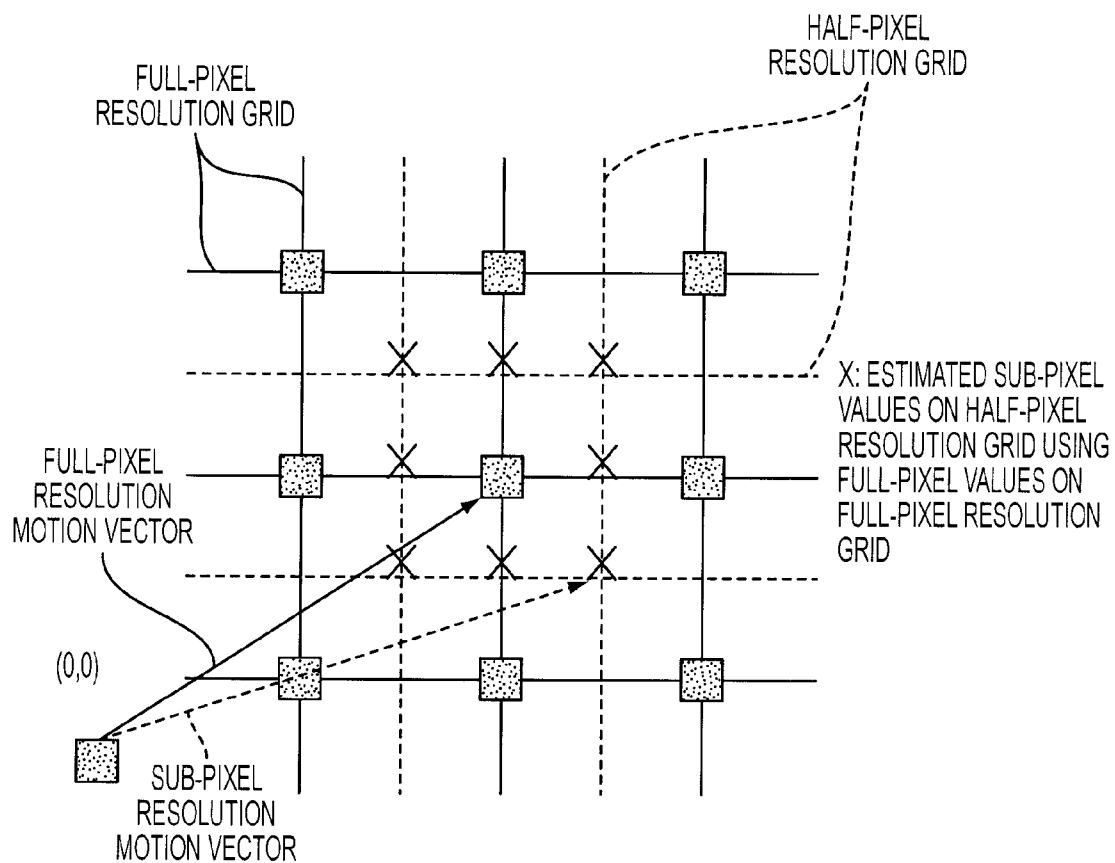 HALF-PIXEL
RESOLUTION GRID
FULL-PIXEL
RESOLUTION GRID
X: ESTIMATED SUB-PIXEL
VALUES ON HALF-PIXEL
RESOLUTION GRID USING
FULL-PIXEL VALUES ON
FULL-PIXEL RESOLUTION
GRID
FULL-PIXEL
RESOLUTION
MOTION VECTOR
(0,0)
SUB-PIXEL
RESOLUTION
MOTION VECTOR